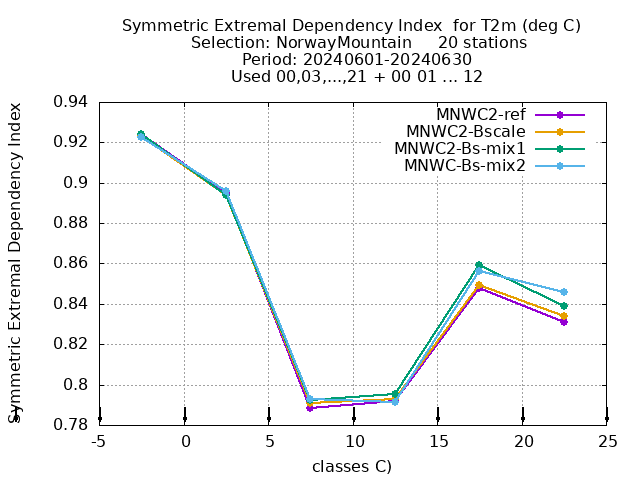 Symmetric Extremal Dependency Index  for T2m (deg C)
Selection: NorwayMountain     20 stations
Period: 20240601-20240630
Used 00,03,...,21 + 00 01 ... 12
Symmetric Extremal Dependency Index
0.94
0.92
0.9
0.88
0.86
0.84
0.82
0.8
0.78
MNWC2-ref
MNWC2-Bscale
MNWC2-Bs-mix1
MNWC-Bs-mix2
-5
0
5
10
15
20
25
classes C)